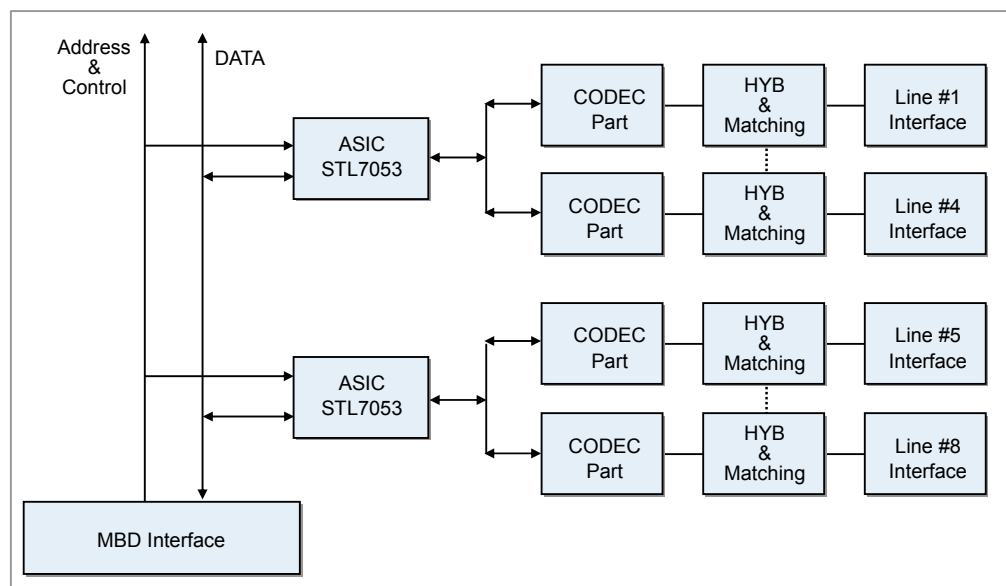 Address
&
Control
DATA
ASIC
STL7053
CODEC
Part
HYB
&
Matching
Line #1
Interface
CODEC
Part
HYB
&
Matching
Line #4
Interface
ASIC
STL7053
CODEC
Part
HYB
&
Matching
Line #5
Interface
CODEC
Part
HYB
&
Matching
Line #8
Interface
MBD Interface